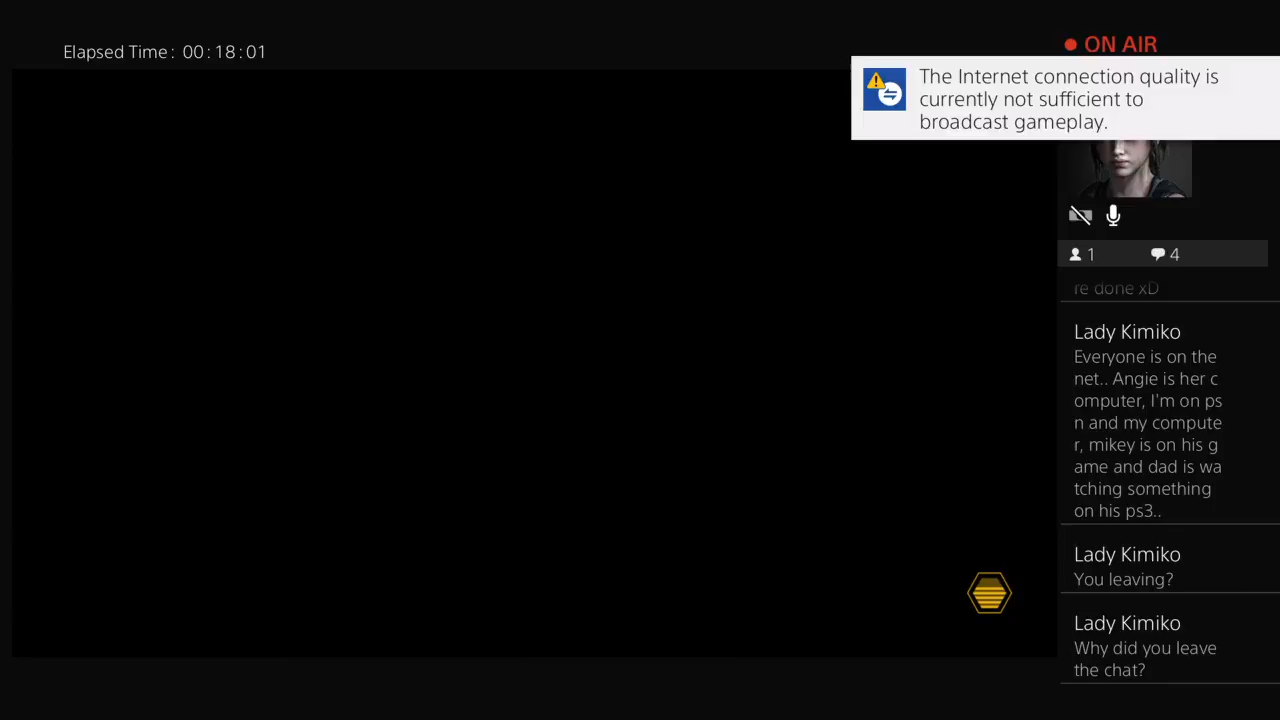 Elapsed Time: 00:18:01
ON AIR
The Internet connection quality is
currently not sufficient to
broadcast gameplay.
1
4
re done xD
Lady Kimiko
Everyone is on the
net.. Angie is her c
omputer, I'm on ps
n and my compute
r, mikey is on his g
ame and dad is wa
tching something
on his ps3..
Lady Kimiko
You leaving?
Lady Kimiko
Why did you leave
the chat?